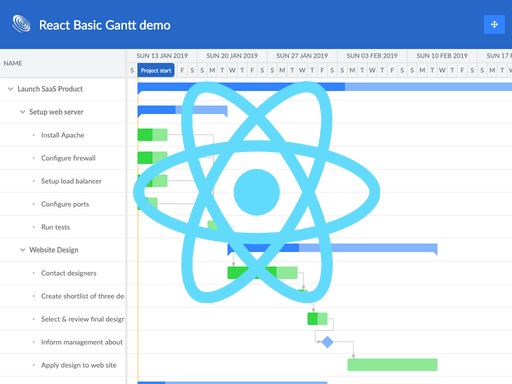 React Basic Gantt demo
NAME
SUN 13 JAN 2019 SUN 20 JAN 2019 SUN 27 JAN 2019 SUN 03 FEB 2019 SUN 10 FEB 2019 SUN 17 F
S Project start F S S M T W T F S S M T W T F S S M T W T F S S M T W T F S S M T W
Launch SaaS Product
Setup web server
Install Apache
Configure firewall
Setup load balancer
Configure ports
Run tests
Website Design
Contact designers
Create shortlist of three de
Select & review final design
Inform management about
Apply design to web site